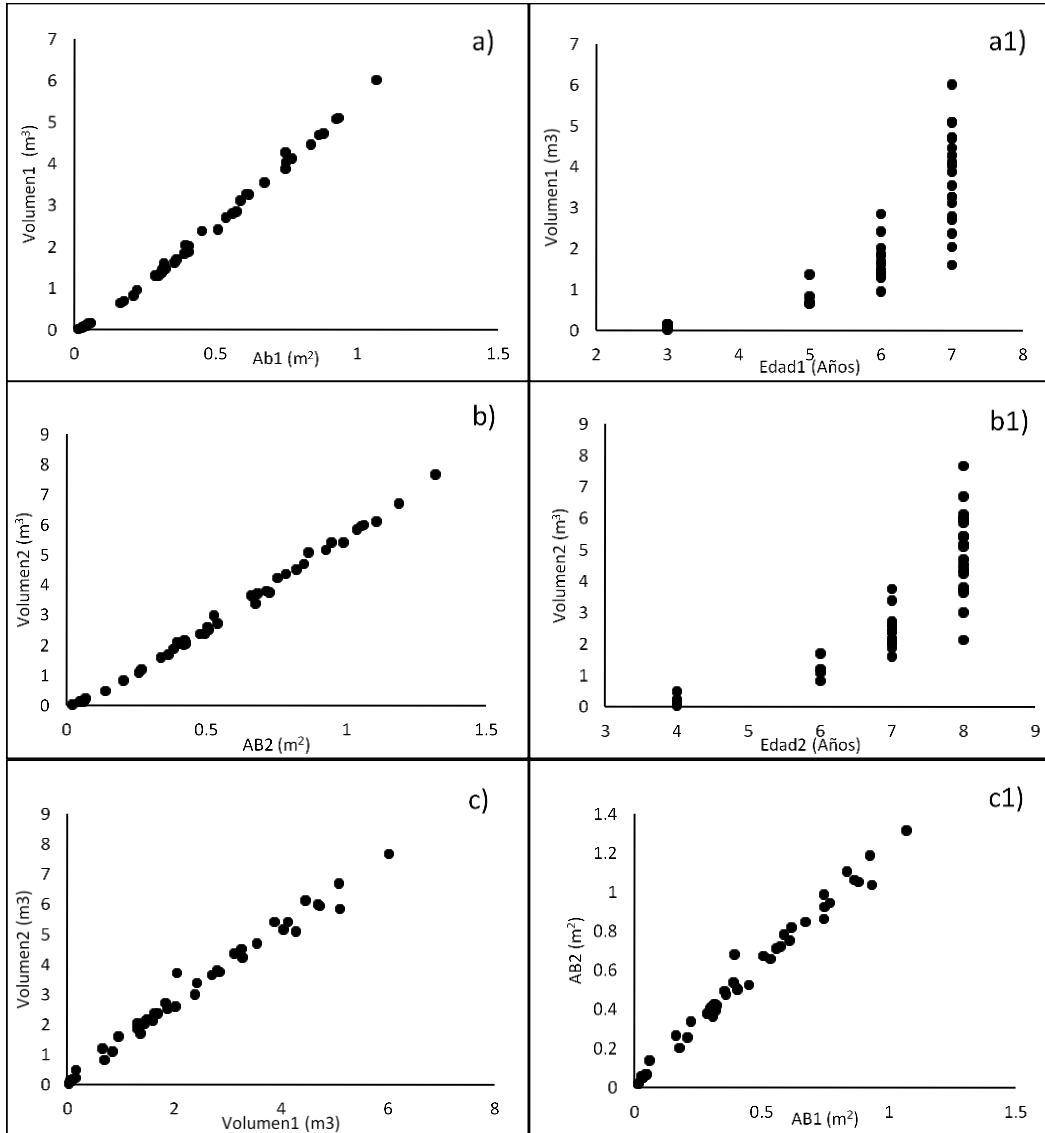 a)
7
6
5
4
3
2
1
0
Volumen1 (m³)
0 0.5 1 1.5
Ab1 (m²)
a1)
7
6
5
4
3
2
1
0
Volumen1 (m3)
2 3 4 5 6 7 8
Edad1 (Años)
b)
9
8
7
6
5
4
3
2
1
0
Volumen2 (m³)
0 0.5 1 1.5
AB2 (m²)
b1)
9
8
7
6
5
4
3
2
1
0
Volumen2 (m³)
3 4 5 6 7 8 9
Edad2 (Años)
c)
9
8
7
6
5
4
3
2
1
0
Volumen2 (m3)
0 2 4 6 8
Volumen1 (m3)
c1)
1.4
1.2
1
0.8
0.6
0.4
0.2
0
AB2 (m²)
0 0.5 1 1.5
AB1 (m²)